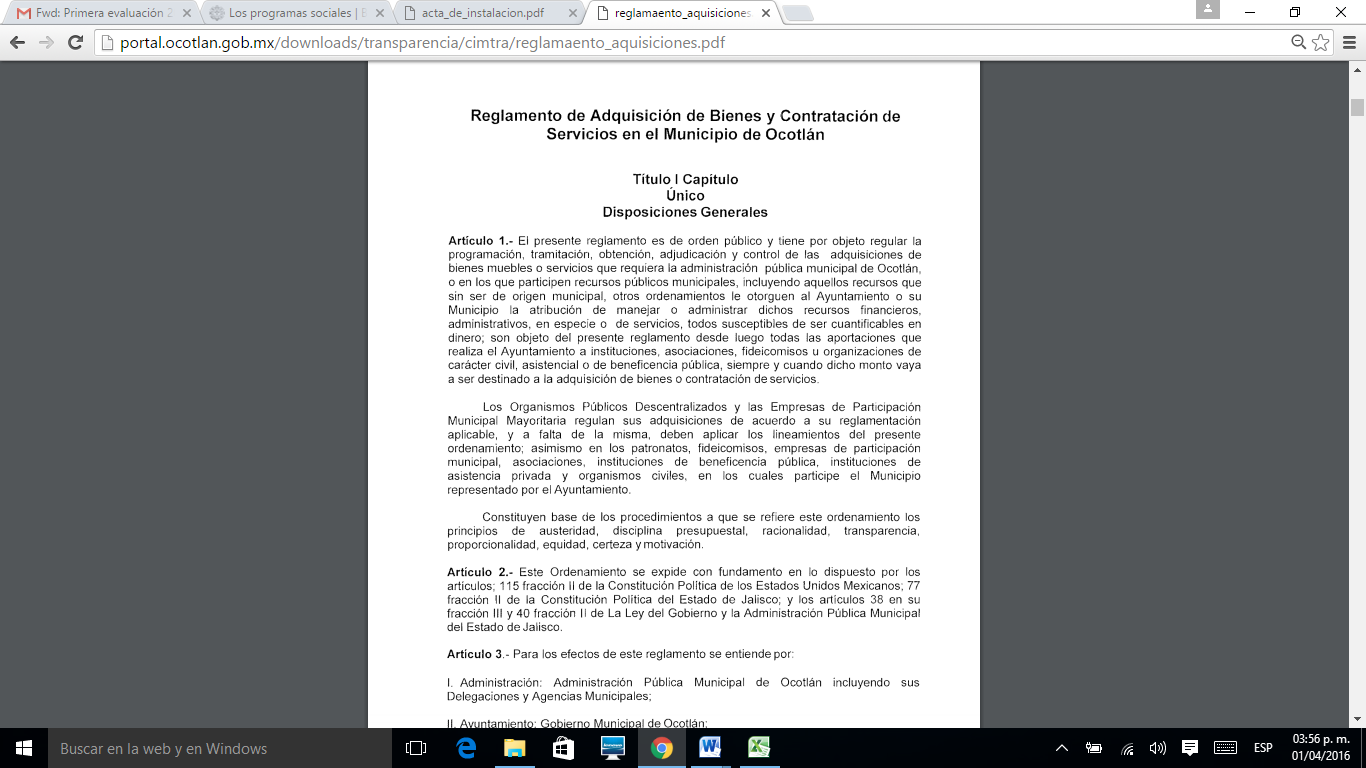 Fwd: Primera evaluación 2
Los programas sociales | B
acta_de_instalacion.pdf
reglamaento_aquisiciones
portal.ocotlan.gob.mx/downloads/transparencia/cimtra/reglamaento_aquisiciones.pdf
Reglamento de Adquisición de Bienes y Contratación de
Servicios en el Municipio de Ocotlán
Título I Capítulo
Único
Disposiciones Generales
Artículo 1.- El presente reglamento es de orden público y tiene por objeto regular la
programación, tramitación, obtención, adjudicación y control de las adquisiciones de
bienes muebles o servicios que requiera la administración pública municipal de Ocotlán,
o en los que participen recursos públicos municipales, incluyendo aquellos recursos que
sin ser de origen municipal, otros ordenamientos le otorguen al Ayuntamiento o su
Municipio la atribución de manejar o administrar dichos recursos financieros,
administrativos, en especie o de servicios, todos susceptibles de ser cuantificables en
dinero; son objeto del presente reglamento desde luego todas las aportaciones que
realiza el Ayuntamiento a instituciones, asociaciones, fideicomisos u organizaciones de
carácter civil, asistencial o de beneficencia pública, siempre y cuando dicho monto vaya
a ser destinado a la adquisición de bienes o contratación de servicios.
Los Organismos Públicos Descentralizados y las Empresas de Participación
Municipal Mayoritaria regulan sus adquisiciones de acuerdo a su reglamentación
aplicable, y a falta de la misma, deben aplicar los lineamientos del presente
ordenamiento; asimismo en los patronatos, fideicomisos, empresas de participación
municipal, asociaciones, instituciones de beneficencia pública, instituciones de
asistencia privada y organismos civiles, en los cuales participe el Municipio
representado por el Ayuntamiento.
Constituyen base de los procedimientos a que se refiere este ordenamiento los
principios de austeridad, disciplina presupuestal, racionalidad, transparencia,
proporcionalidad, equidad, certeza y motivación.
Artículo 2.- Este Ordenamiento se expide con fundamento en lo dispuesto por los
artículos; 115 fracción II de la Constitución Política de los Estados Unidos Mexicanos; 77
fracción II de la Constitución Política del Estado de Jalisco; y los artículos 38 en su
fracción III y 40 fracción II de La Ley del Gobierno y la Administración Pública Municipal
del Estado de Jalisco.
Artículo 3.- Para los efectos de este reglamento se entiende por:
I. Administración: Administración Pública Municipal de Ocotlán incluyendo sus
Delegaciones y Agencias Municipales;
II. Ayuntamiento: Gobierno Municipal de Ocotlán;
Buscar en la web y en Windows
ESP
03:56 p. m.
01/04/2016